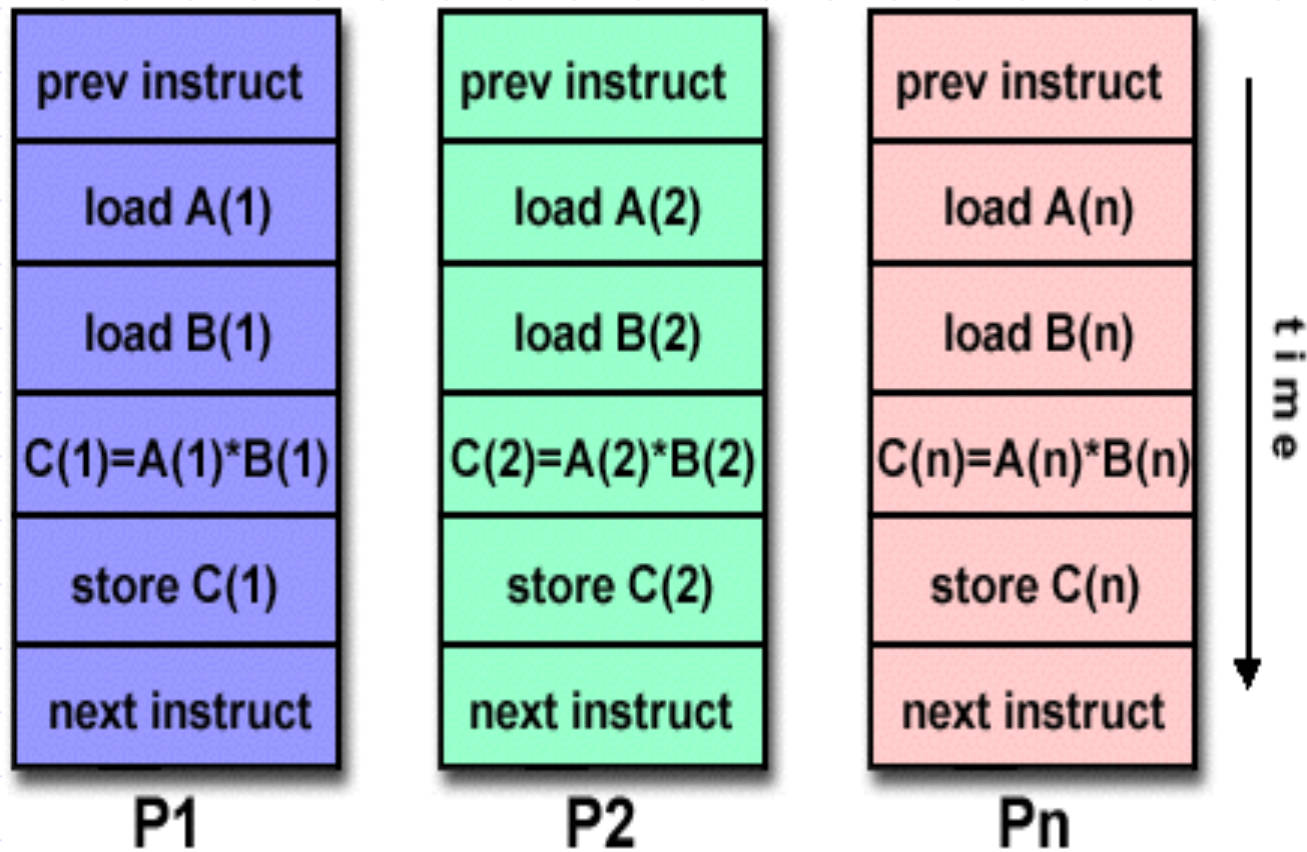 prev instruct
load A(1)
load B(1)
C(1)=A(1)*B(1)
store C(1)
next instruct
P1
prev instruct
load A(2)
load B(2)
C(2)=A(2)*B(2)
store C(2)
next instruct
P2
prev instruct
load A(n)
load B(n)
C(n)=A(n)*B(n)
store C(n)
next instruct
Pn
time